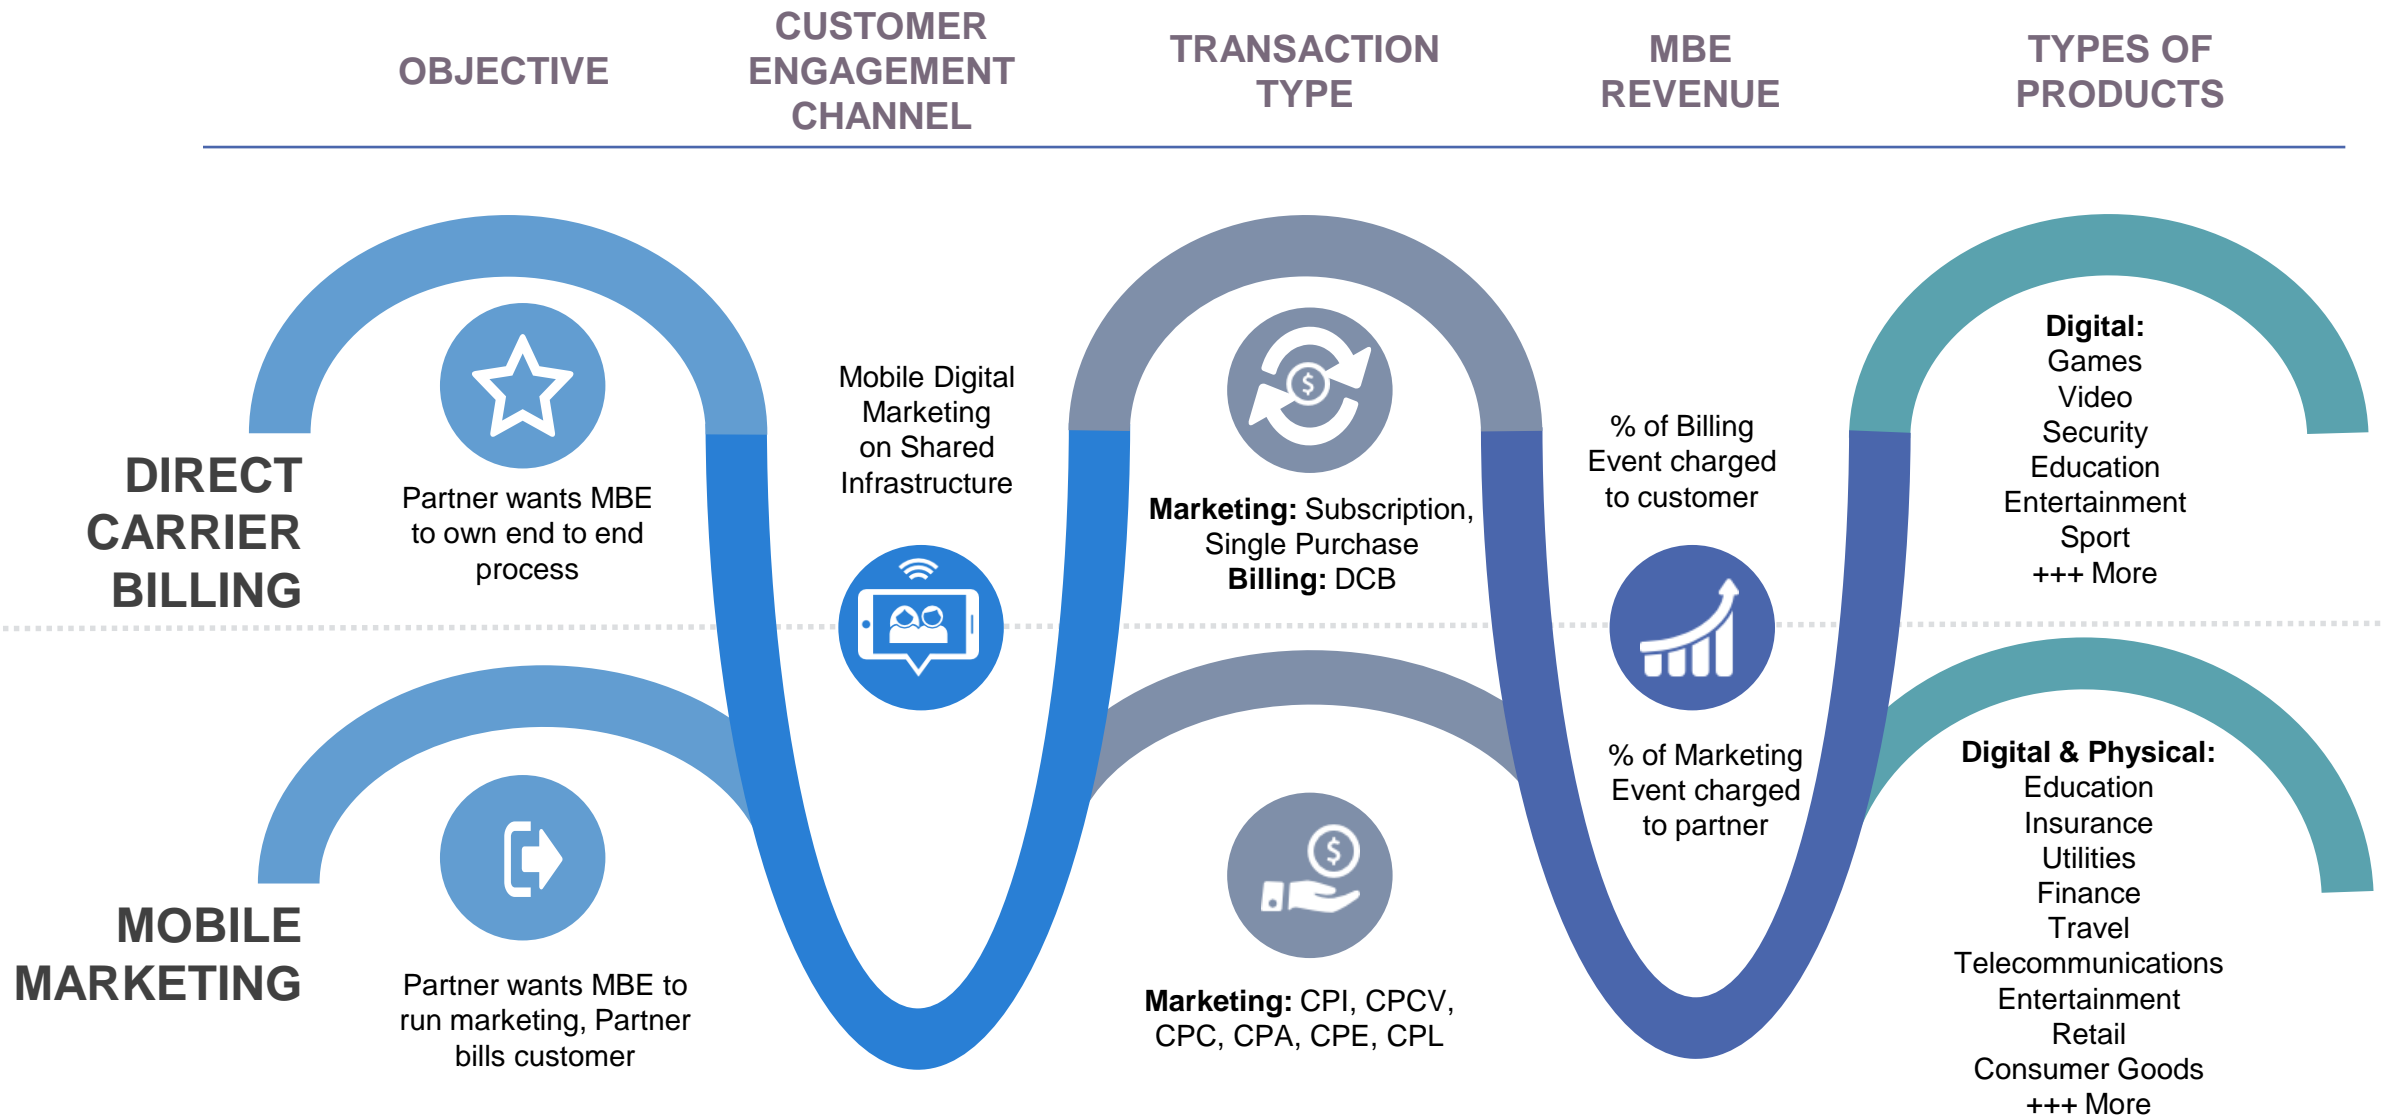 OBJECTIVE
CUSTOMER
ENGAGEMENT
CHANNEL
TRANSACTION
TYPE
MBE
REVENUE
TYPES OF
PRODUCTS
DIRECT
CARRIER
BILLING
Partner wants MBE
to own end to end
process
Mobile Digital
Marketing
on Shared
Infrastructure
$
Marketing: Subscription,
Single Purchase
Billing: DCB
% of Billing
Event charged
to customer
Digital:
Games
Video
Security
Education
Entertainment
Sport
+++ More
MOBILE
MARKETING
Partner wants MBE to
run marketing, Partner
bills customer
$
Marketing: CPI, CPCV,
CPC, CPA, CPE, CPL
% of Marketing
Event charged
to partner
Digital & Physical:
Education
Insurance
Utilities
Finance
Travel
Telecommunications
Entertainment
Retail
Consumer Goods
+++ More